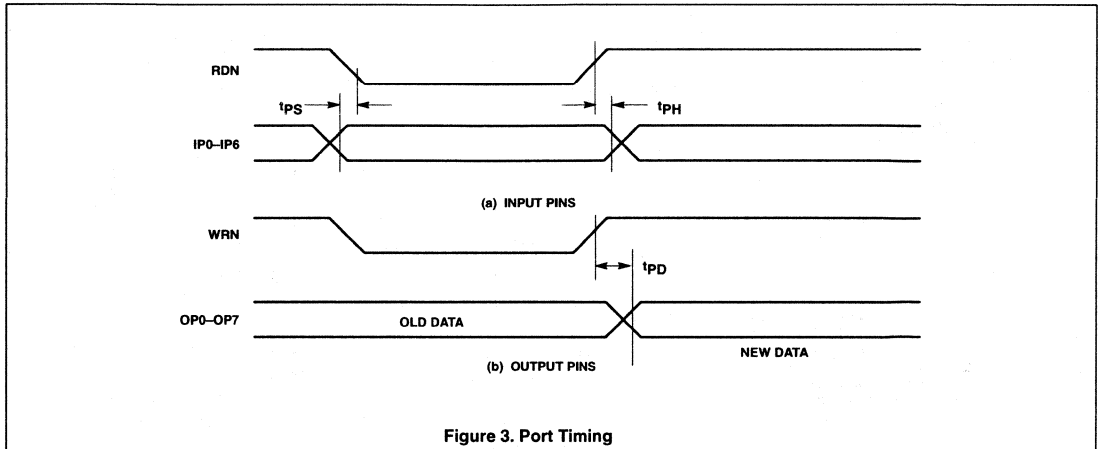 RDN
tPS
tPH
IP0–IP6
(a) INPUT PINS
WRN
tPD
OP0–OP7
OLD DATA
NEW DATA
(b) OUTPUT PINS
Figure 3. Port Timing